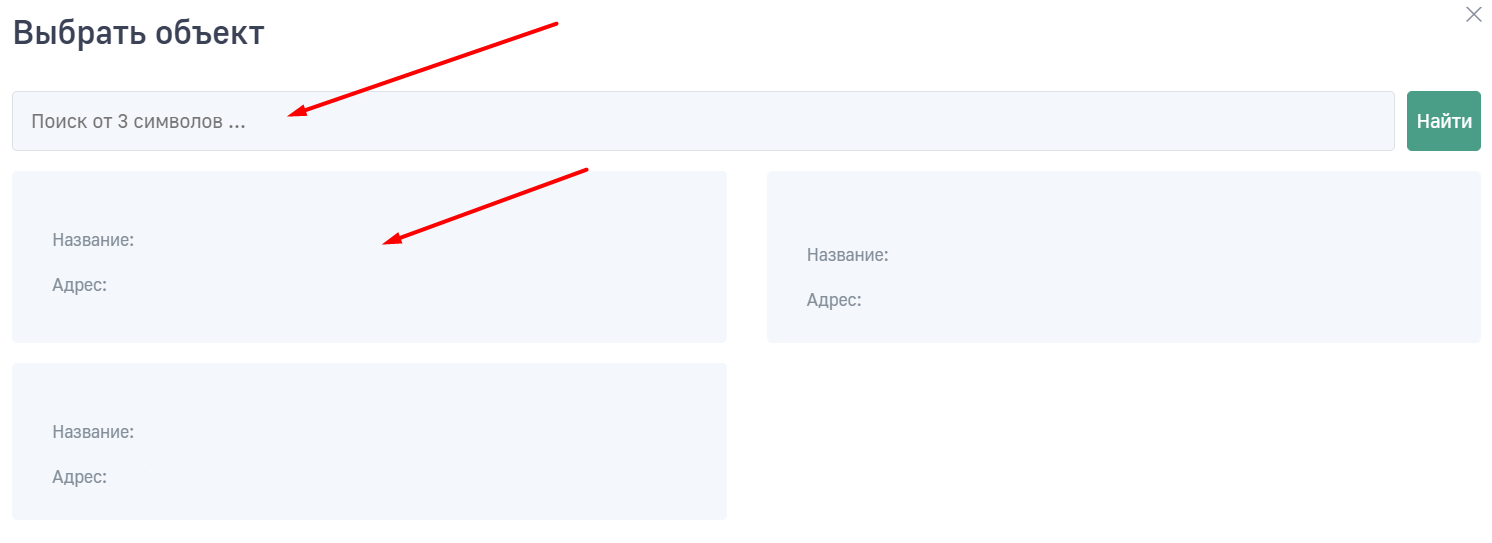 Выбрать объект
Поиск от 3 символов ...
Найти
Название:
Адрес:
Название:
Адрес:
Название:
Адрес: